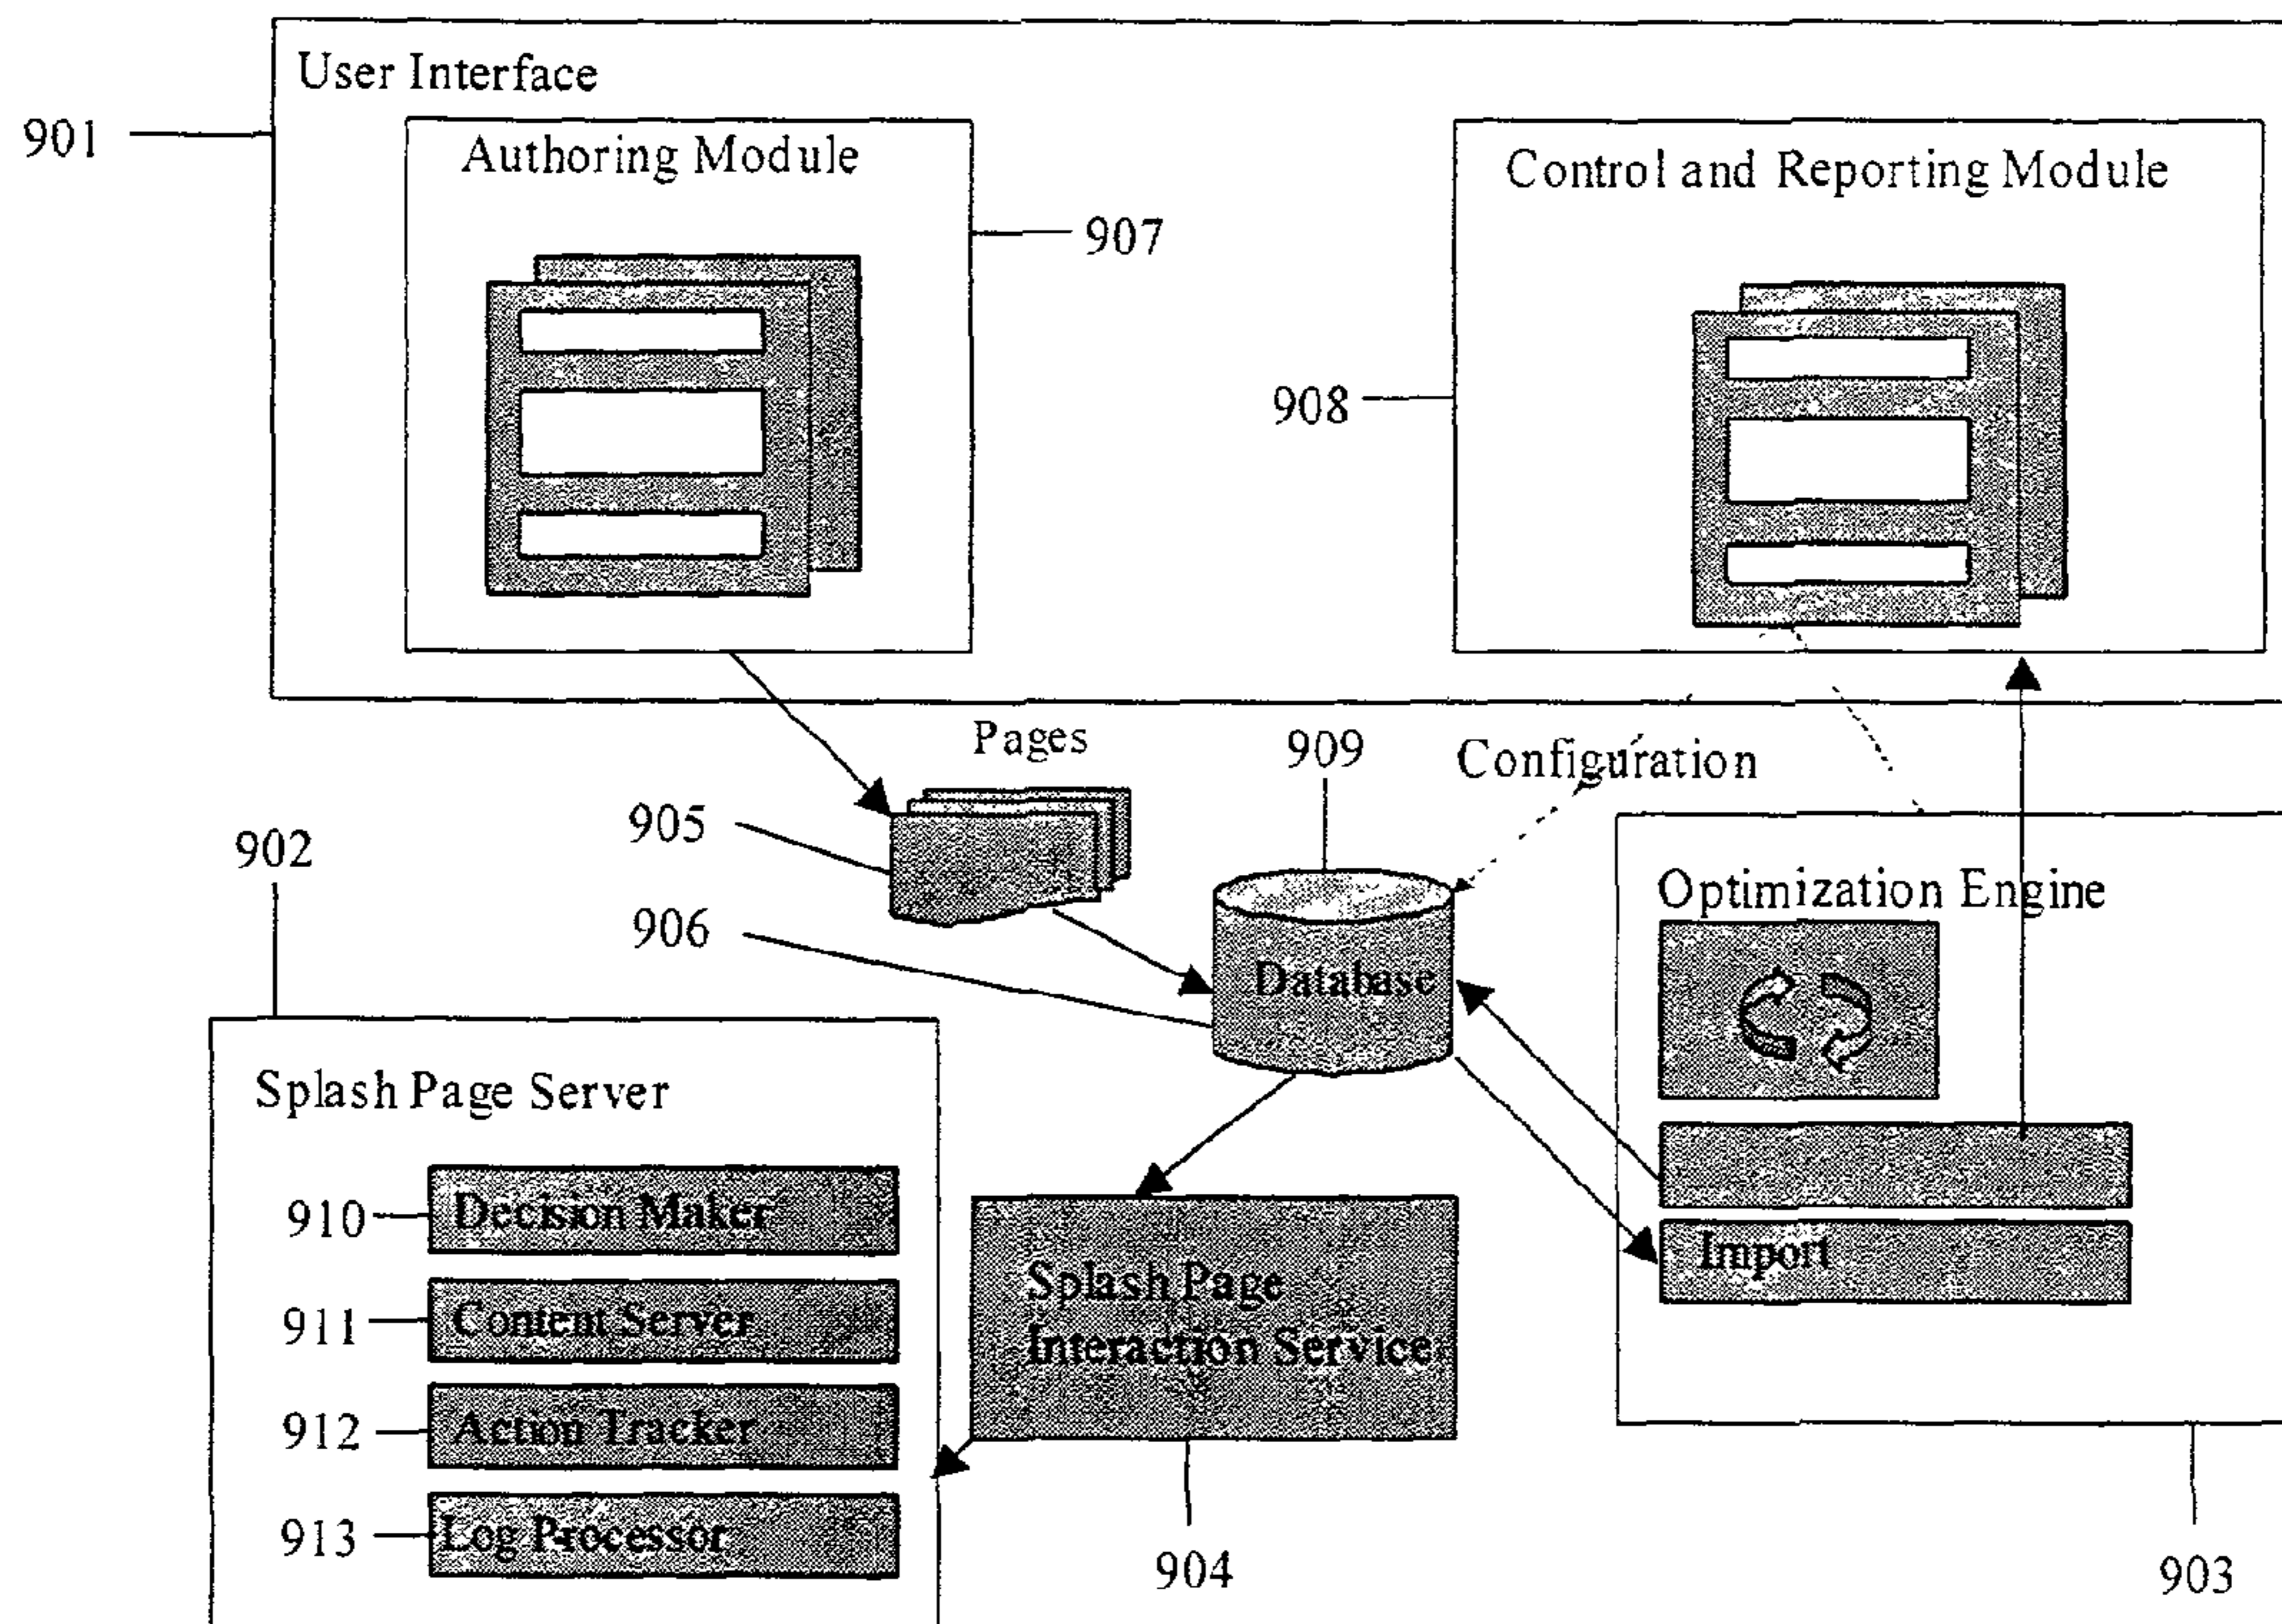 User Interface
901
Authoring Module
Control and Reporting Module
907
908
Pages
909
Configuration
905
902
906
Optimization Engine
Database
Splash Page Server
910
Decision Maker
911
Content Server
912
Action Tracker
913
Log Processor
Splash Page
Interaction Service
Import
904
903